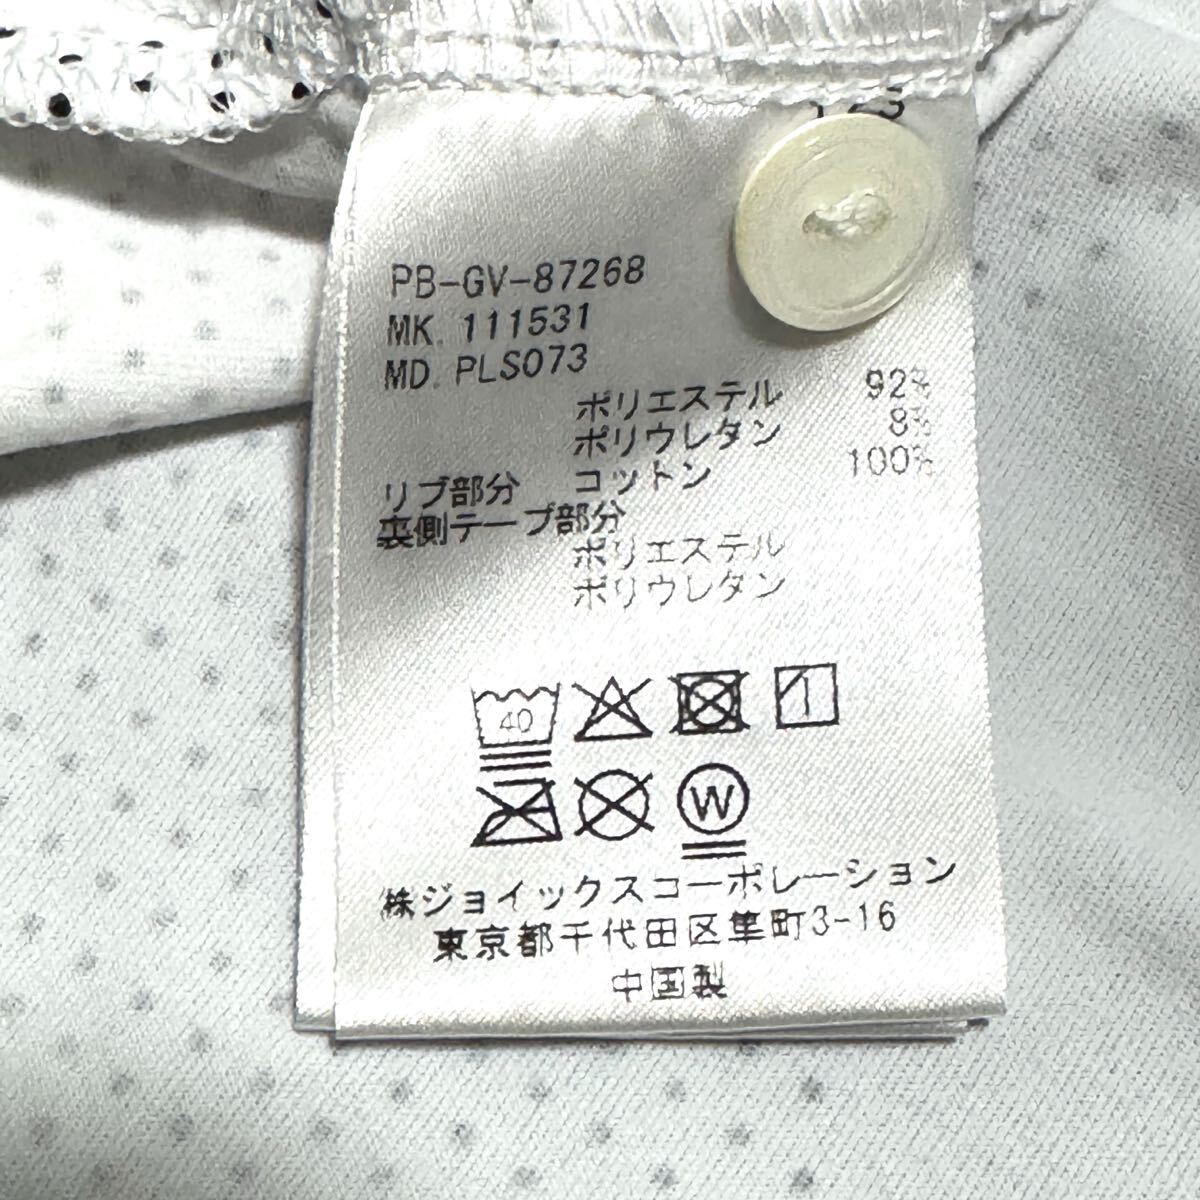 PB-GV-87268
MK. 111531
MD. PLS073
ポリエステル 92%
ポリウレタン 8%
リブ部分 コットン 100%
裏側テープ部分
ポリエステル
ポリウレタン
40
W
㈱ジョイックスコーポレーション
東京都千代田区隼町3-16
中国製